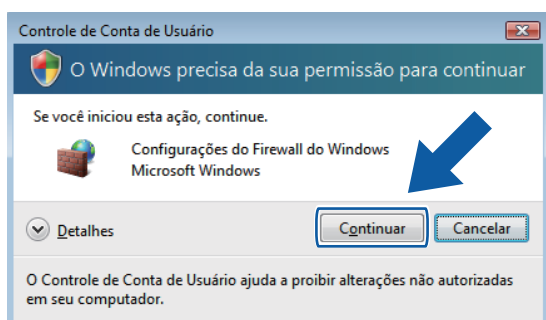 Controle de Conta de Usuário
O Windows precisa da sua permissão para continuar
Se você iniciou esta ação, continue.
Configurações do Firewall do Windows
Microsoft Windows
Detalhes
Continuar
Cancelar
O Controle de Conta de Usuário ajuda a proibir alterações não autorizadas
em seu computador.